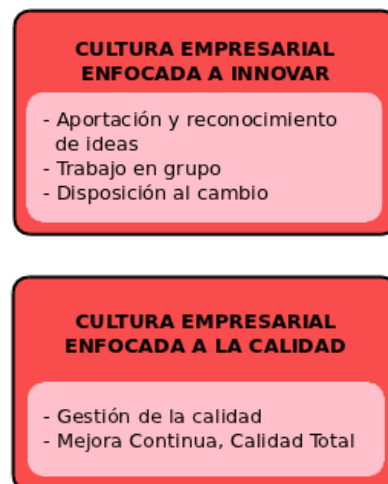 CULTURA EMPRESARIAL
ENFOCADA A INNOVAR
- Aportación y reconocimiento
de ideas
- Trabajo en grupo
- Disposición al cambio
CULTURA EMPRESARIAL
ENFOCADA A LA CALIDAD
- Gestión de la calidad
- Mejora Continua, Calidad Total